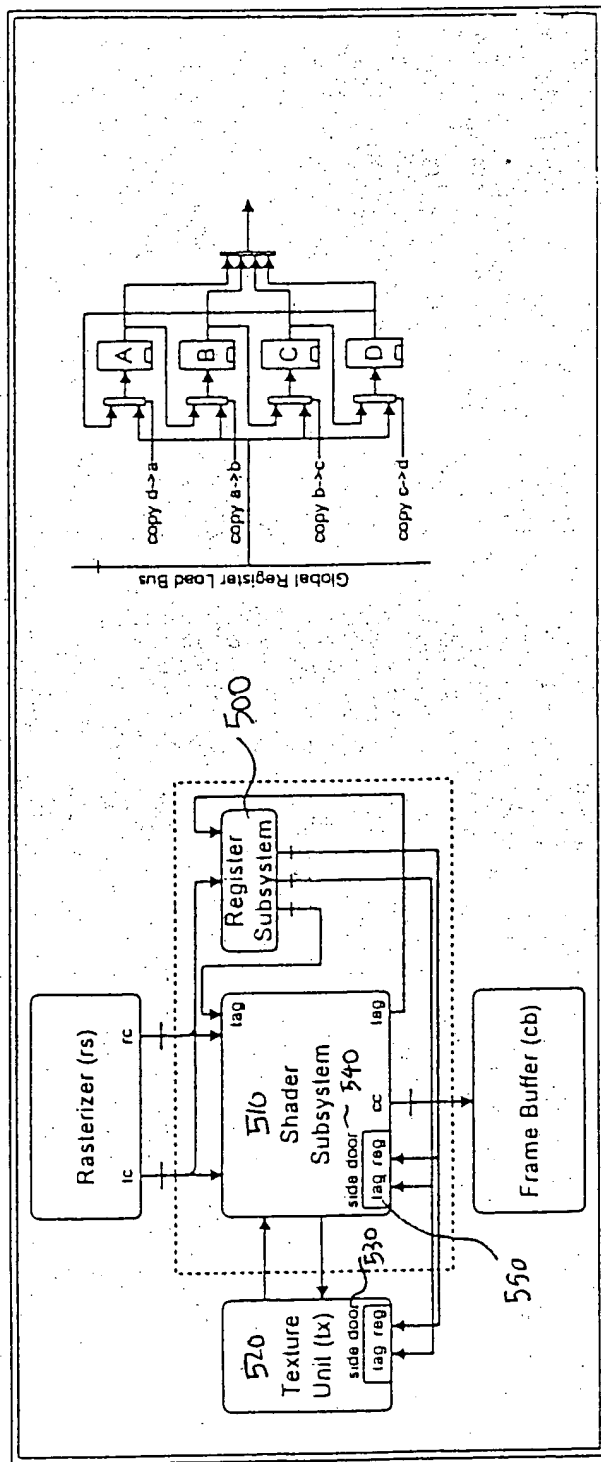 Rasterizer (rs)
rc
500
Register
Subsystem
tag
510
Shader
Subsystem
540
side door
tag reg
cc
tag
520
Texture
Unit (tx)
530
side door
tag reg
550
Frame Buffer (cb)
Global Register Load Bus
copy d->a
copy a->b
copy b->c
copy c->d
A
B
C
D